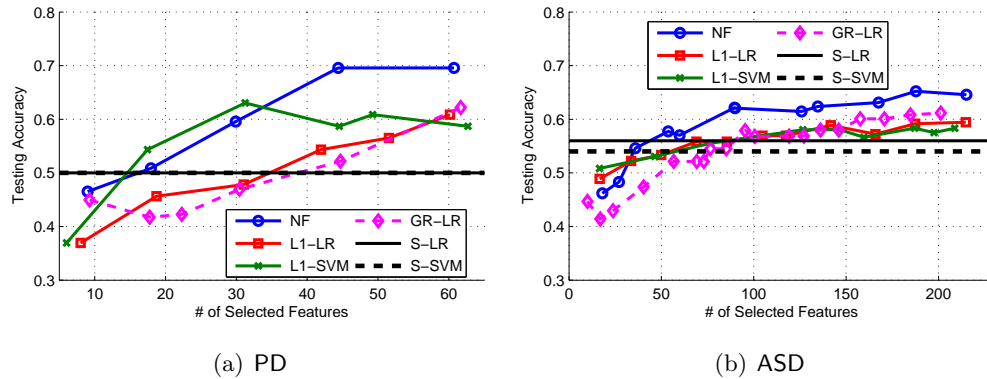 0.8
0.7
0.6
0.5
0.4
0.3
Testing Accuracy
10 20 30 40 50 60
# of Selected Features
NF GR-LR
L1-LR S-LR
L1-SVM S-SVM
(a) PD
0.8
0.7
0.6
0.5
0.4
0.3
Testing Accuracy
0 50 100 150 200
# of Selected Features
NF GR-LR
L1-LR S-LR
L1-SVM S-SVM
(b) ASD